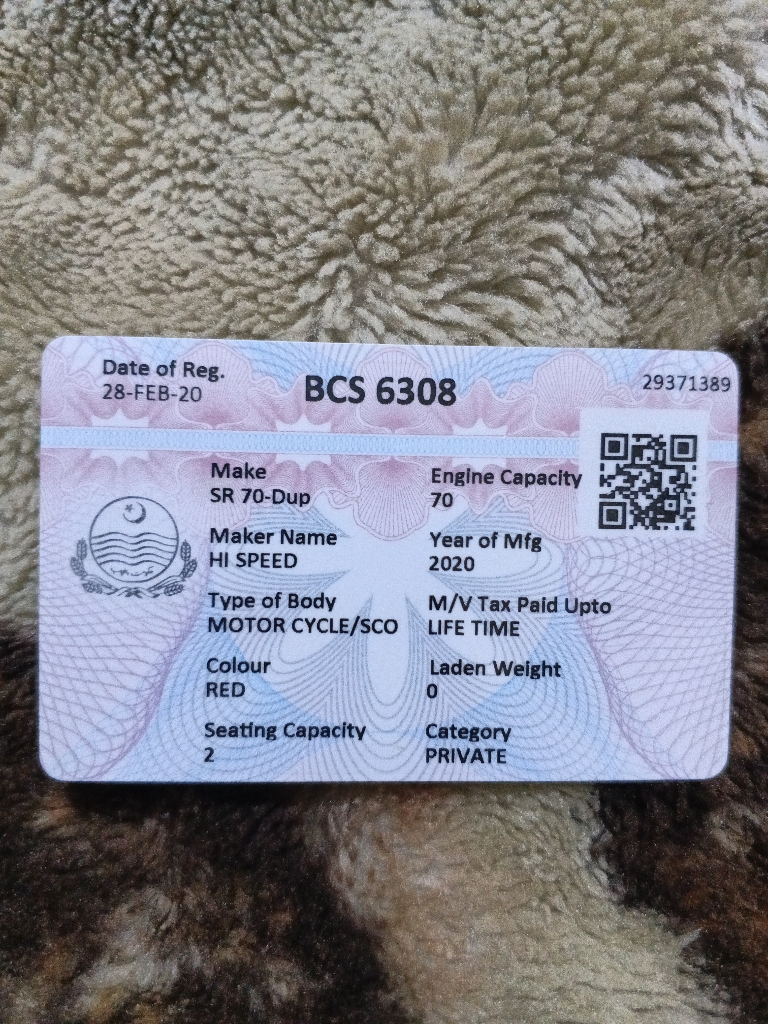 Date of Reg.
28-FEB-20
BCS 6308
29371389
Make
SR 70-Dup
Engine Capacity
70
Maker Name
HI SPEED
Year of Mfg
2020
Type of Body
MOTOR CYCLE/SCO
M/V Tax Paid Upto
LIFE TIME
Colour
RED
Laden Weight
0
Seating Capacity
2
Category
PRIVATE